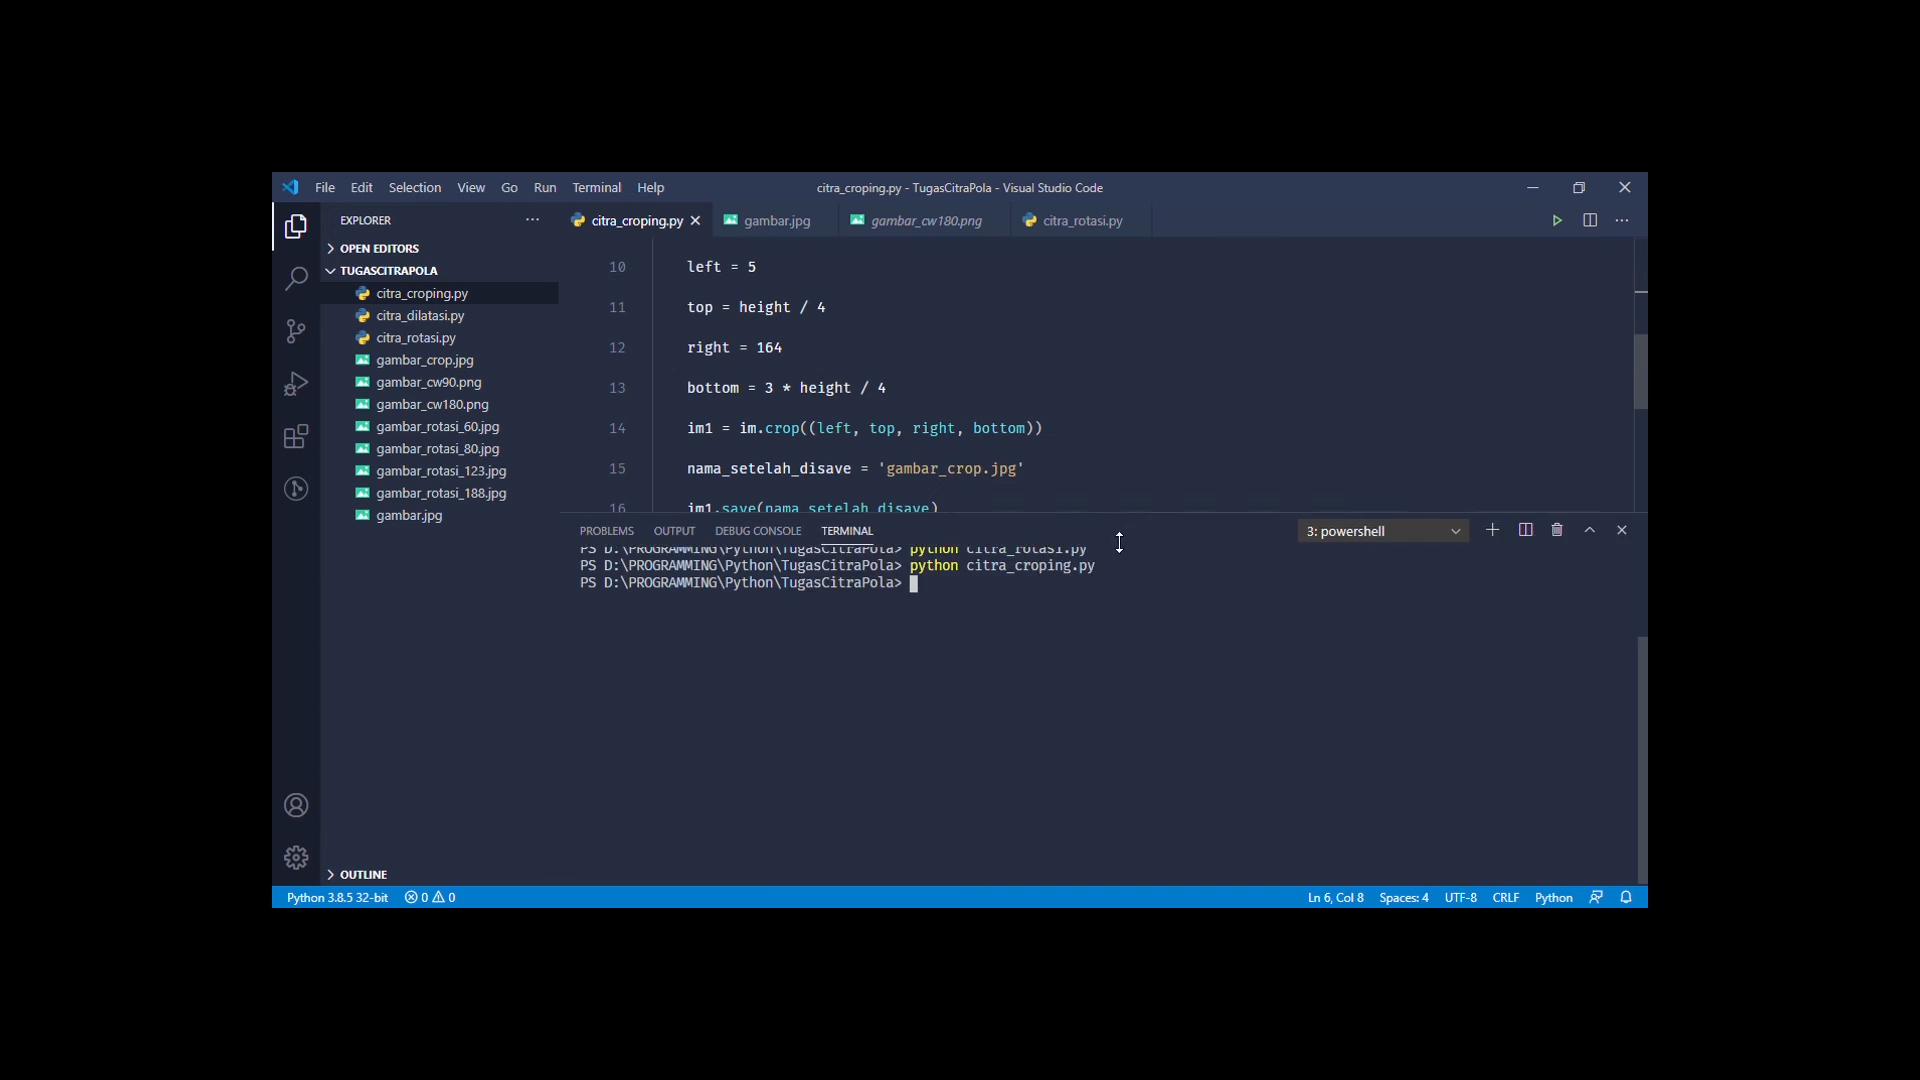 File Edit Selection View Go Run Terminal Help citra_croping.py - TugasCitraPola - Visual Studio Code
EXPLORER
citra_croping.py gambar.jpg gambar_cw180.png citra_rotasi.py
OPEN EDITORS
TUGASCITRAPOLA
citra_croping.py
citra_dilatasi.py
citra_rotasi.py
gambar_crop.jpg
gambar_cw90.png
gambar_cw180.png
gambar_rotasi_60.jpg
gambar_rotasi_80.jpg
gambar_rotasi_123.jpg
gambar_rotasi_188.jpg
gambar.jpg
OUTLINE
10 left = 5
11 top = height / 4
12 right = 164
13 bottom = 3 * height / 4
14 im1 = im.crop((left, top, right, bottom))
15 nama_setelah_disave = 'gambar_crop.jpg'
16 im1.save(nama_setelah_disave)
PROBLEMS OUTPUT DEBUG CONSOLE TERMINAL 3: powershell
PS D:\PROGRAMMING\Python\TugasCitraPola> python citra_rotasi.py
PS D:\PROGRAMMING\Python\TugasCitraPola> python citra_croping.py
PS D:\PROGRAMMING\Python\TugasCitraPola>
Python 3.8.5 32-bit 0 0 Ln 6, Col 8 Spaces: 4 UTF-8 CRLF Python